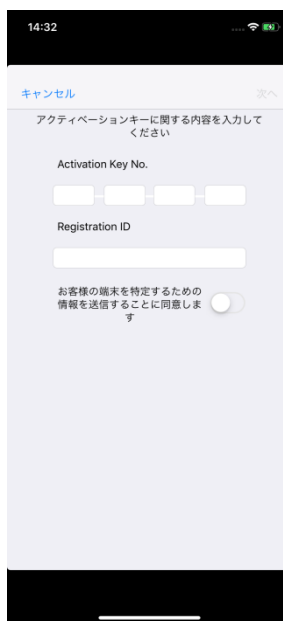 14:32
キャンセル 次へ
アクティベーションキーに関する内容を入力して
ください
Activation Key No.
Registration ID
お客様の端末を特定するための
情報を送信することに同意しま
す